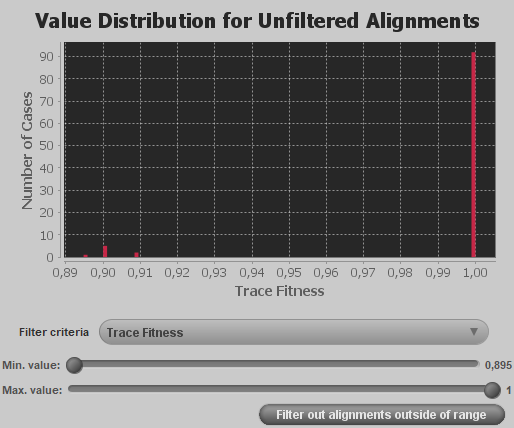 Value Distribution for Unfiltered Alignments
Number of Cases
90
80
70
60
50
40
30
20
10
0
0,89 0,90 0,91 0,92 0,93 0,94 0,95 0,96 0,97 0,98 0,99 1,00
Trace Fitness
Filter criteria Trace Fitness
Min. value: 0,895
Max. value: 1
Filter out alignments outside of range